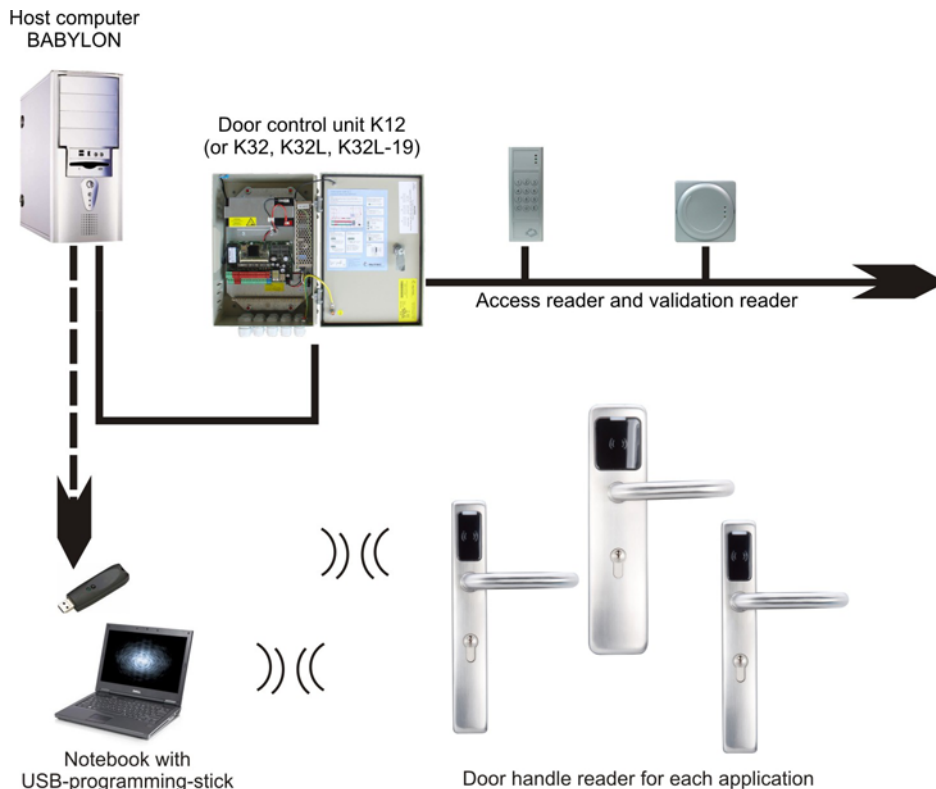 Host computer
BABYLON
Door control unit K12
(or K32, K32L, K32L-19)
Access reader and validation reader
Notebook with
USB-programming-stick
Door handle reader for each application